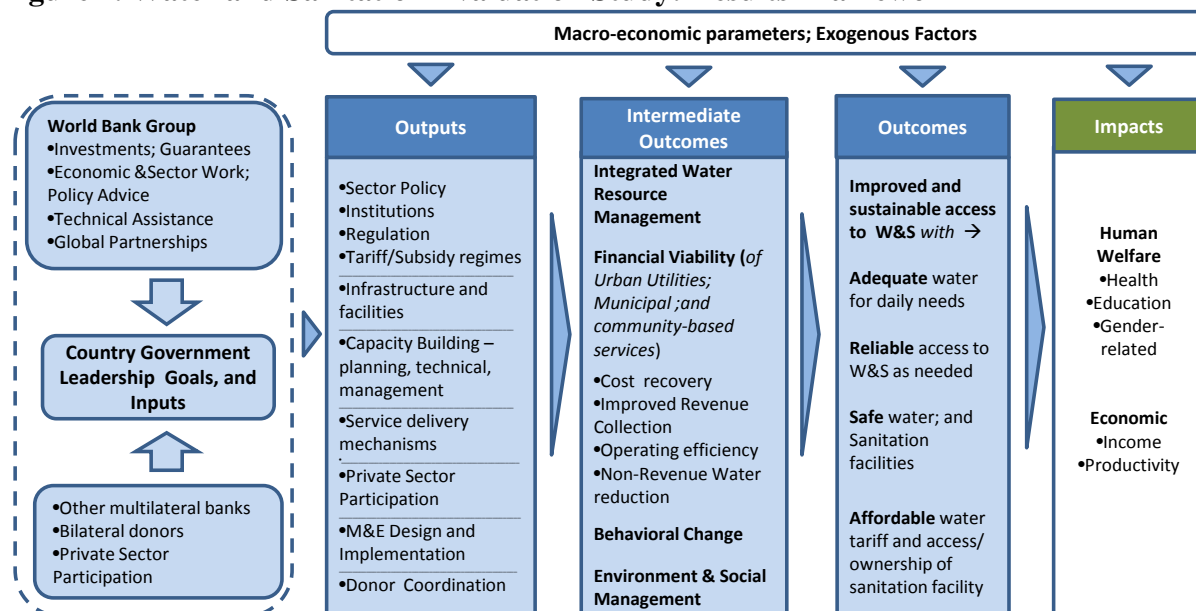 Water and Sanitation Evaluation Study: Results Framework
Macro-economic parameters; Exogenous Factors
World Bank Group
•Investments; Guarantees
•Economic &Sector Work;
Policy Advice
•Technical Assistance
•Global Partnerships
Country Government
Leadership Goals, and
Inputs
•Other multilateral banks
•Bilateral donors
•Private Sector
Participation
Outputs
•Sector Policy
•Institutions
•Regulation
•Tariff/Subsidy regimes
•Infrastructure and
facilities
•Capacity Building –
planning, technical,
management
•Service delivery
mechanisms
•
•Private Sector
Participation
•M&E Design and
Implementation
•Donor Coordination
Intermediate
Outcomes
Integrated Water
Resource
Management
Financial Viability (of
Urban Utilities;
Municipal ;and
community-based
services)
•Cost recovery
•Improved Revenue
Collection
•Operating efficiency
•Non-Revenue Water
reduction
Behavioral Change
Environment & Social
Management
Outcomes
Improved and
sustainable access
to W&S with →
Adequate water
for daily needs
Reliable access to
W&S as needed
Safe water; and
Sanitation
facilities
Affordable water
tariff and access/
ownership of
sanitation facility
Impacts
Human
Welfare
•Health
•Education
•Gender-
related
Economic
•Income
•Productivity